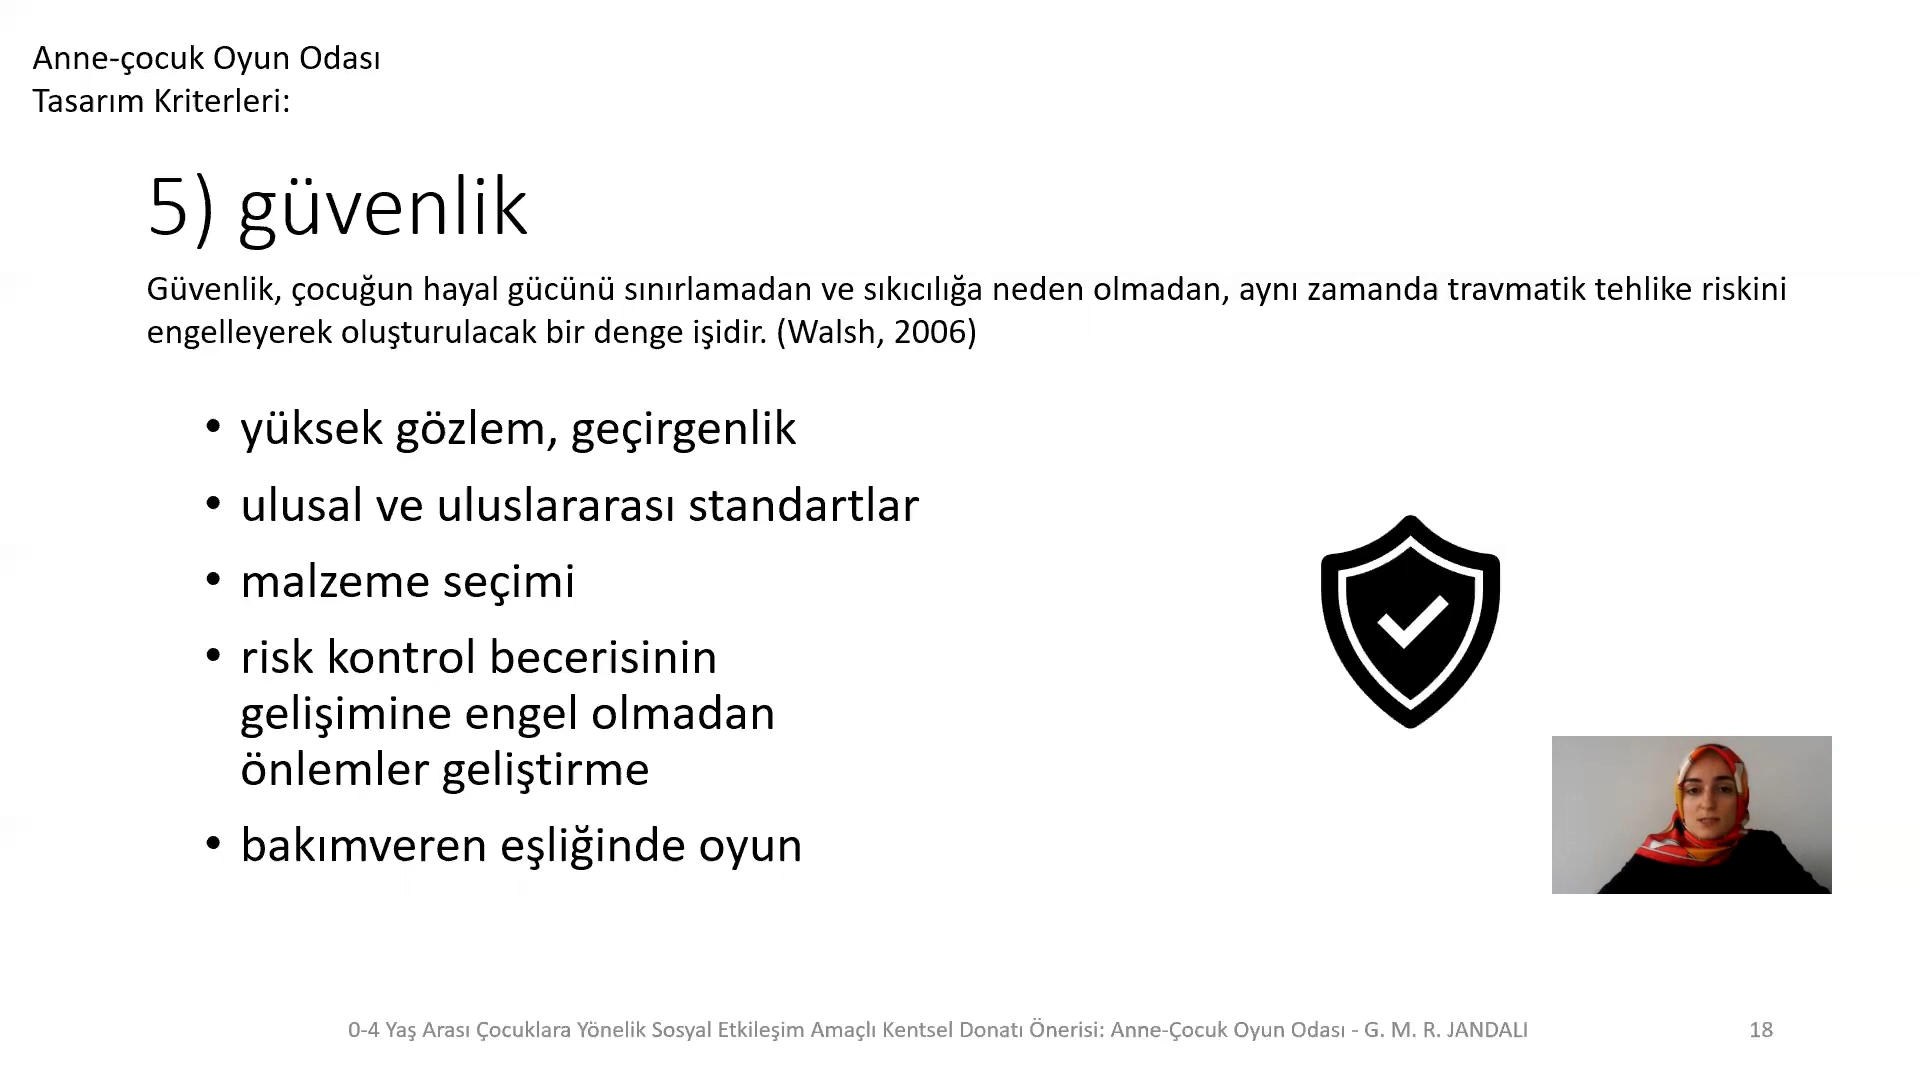 Anne-çocuk Oyun Odası
Tasarım Kriterleri:
5) güvenlik
Güvenlik, çocuğun hayal gücünü sınırlamadan ve sıkıcılığa neden olmadan, aynı zamanda travmatik tehlike riskini
engelleyerek oluşturulacak bir denge işidir. (Walsh, 2006)
• yüksek gözlem, geçirgenlik
• ulusal ve uluslararası standartlar
• malzeme seçimi
• risk kontrol becerisinin
gelişimine engel olmadan
önlemler geliştirme
• bakımveren eşliğinde oyun
0-4 Yaş Arası Çocuklara Yönelik Sosyal Etkileşim Amaçlı Kentsel Donatı Önerisi: Anne-Çocuk Oyun Odası - G. M. R. JANDALI
18